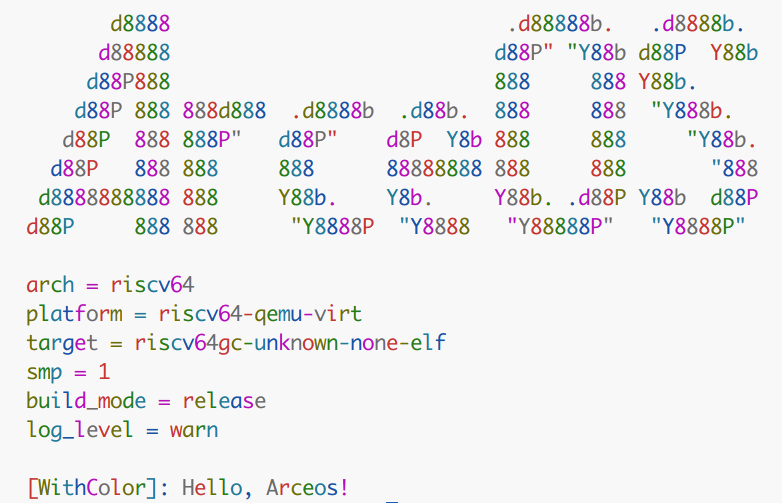 d8888                            .d88888b.   .d8888b.
      d88888                           d88P" "Y88b d88P  Y88b
     d88P888                           888     888 Y88b.
    d88P 888 888d888  .d8888b  .d88b.  888     888  "Y888b.
   d88P  888 888P"   d88P"    d8P  Y8b 888     888     "Y88b.
  d88P   888 888     888      88888888 888     888       "888
 d8888888888 888     Y88b.    Y8b.     Y88b. .d88P Y88b  d88P
d88P     888 888      "Y8888P  "Y8888   "Y88888P"   "Y8888P"
arch = riscv64
platform = riscv64-qemu-virt
target = riscv64gc-unknown-none-elf
smp = 1
build_mode = release
log_level = warn
[WithColor]: Hello, Arceos!